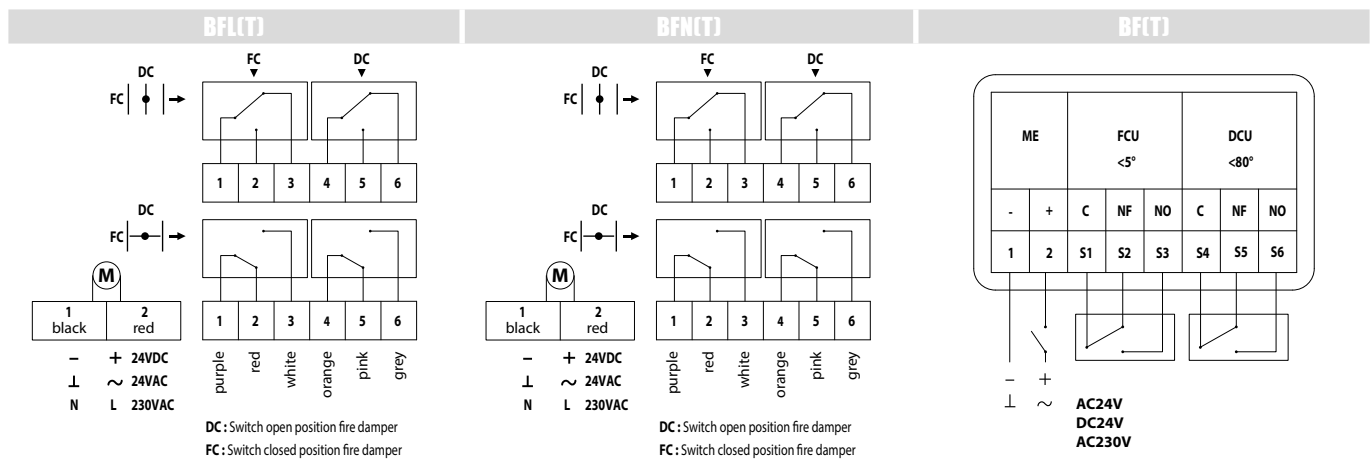 BFL(T)
FC DC
DC
FC
1 2 3 4 5 6
DC
FC
M
1 2
black red
1 2 3 4 5 6
purple red white orange pink grey
– + 24VDC
⊥ ~ 24VAC
N L 230VAC
DC : Switch open position fire damper
FC : Switch closed position fire damper
BFN(T)
FC DC
DC
FC
1 2 3 4 5 6
DC
FC
M
1 2
black red
1 2 3 4 5 6
purple red white orange pink grey
– + 24VDC
⊥ ~ 24VAC
N L 230VAC
DC : Switch open position fire damper
FC : Switch closed position fire damper
BF(T)
ME FCU DCU
<5° <80°
- + C NF NO C NF NO
1 2 S1 S2 S3 S4 S5 S6
– +
⊥ ~
AC24V
DC24V
AC230V